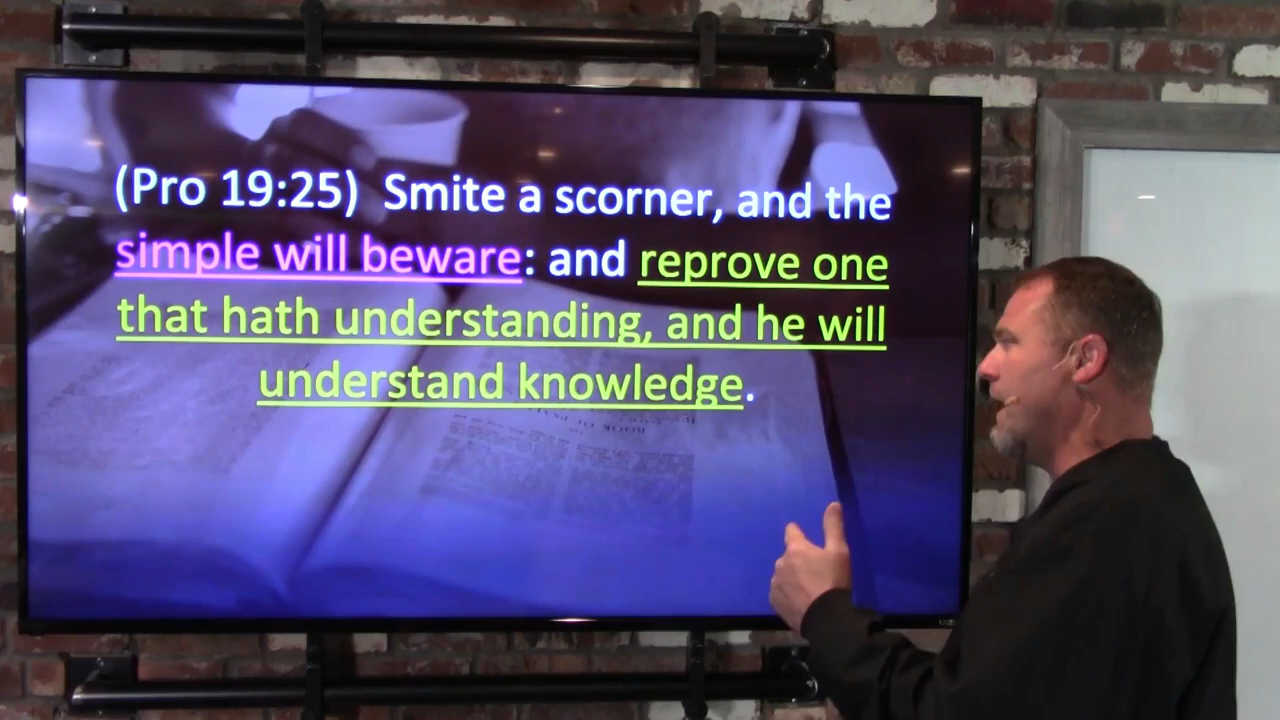 (Pro 19:25)  Smite a scorner, and the
simple will beware: and reprove one
that hath understanding, and he will
understand knowledge.